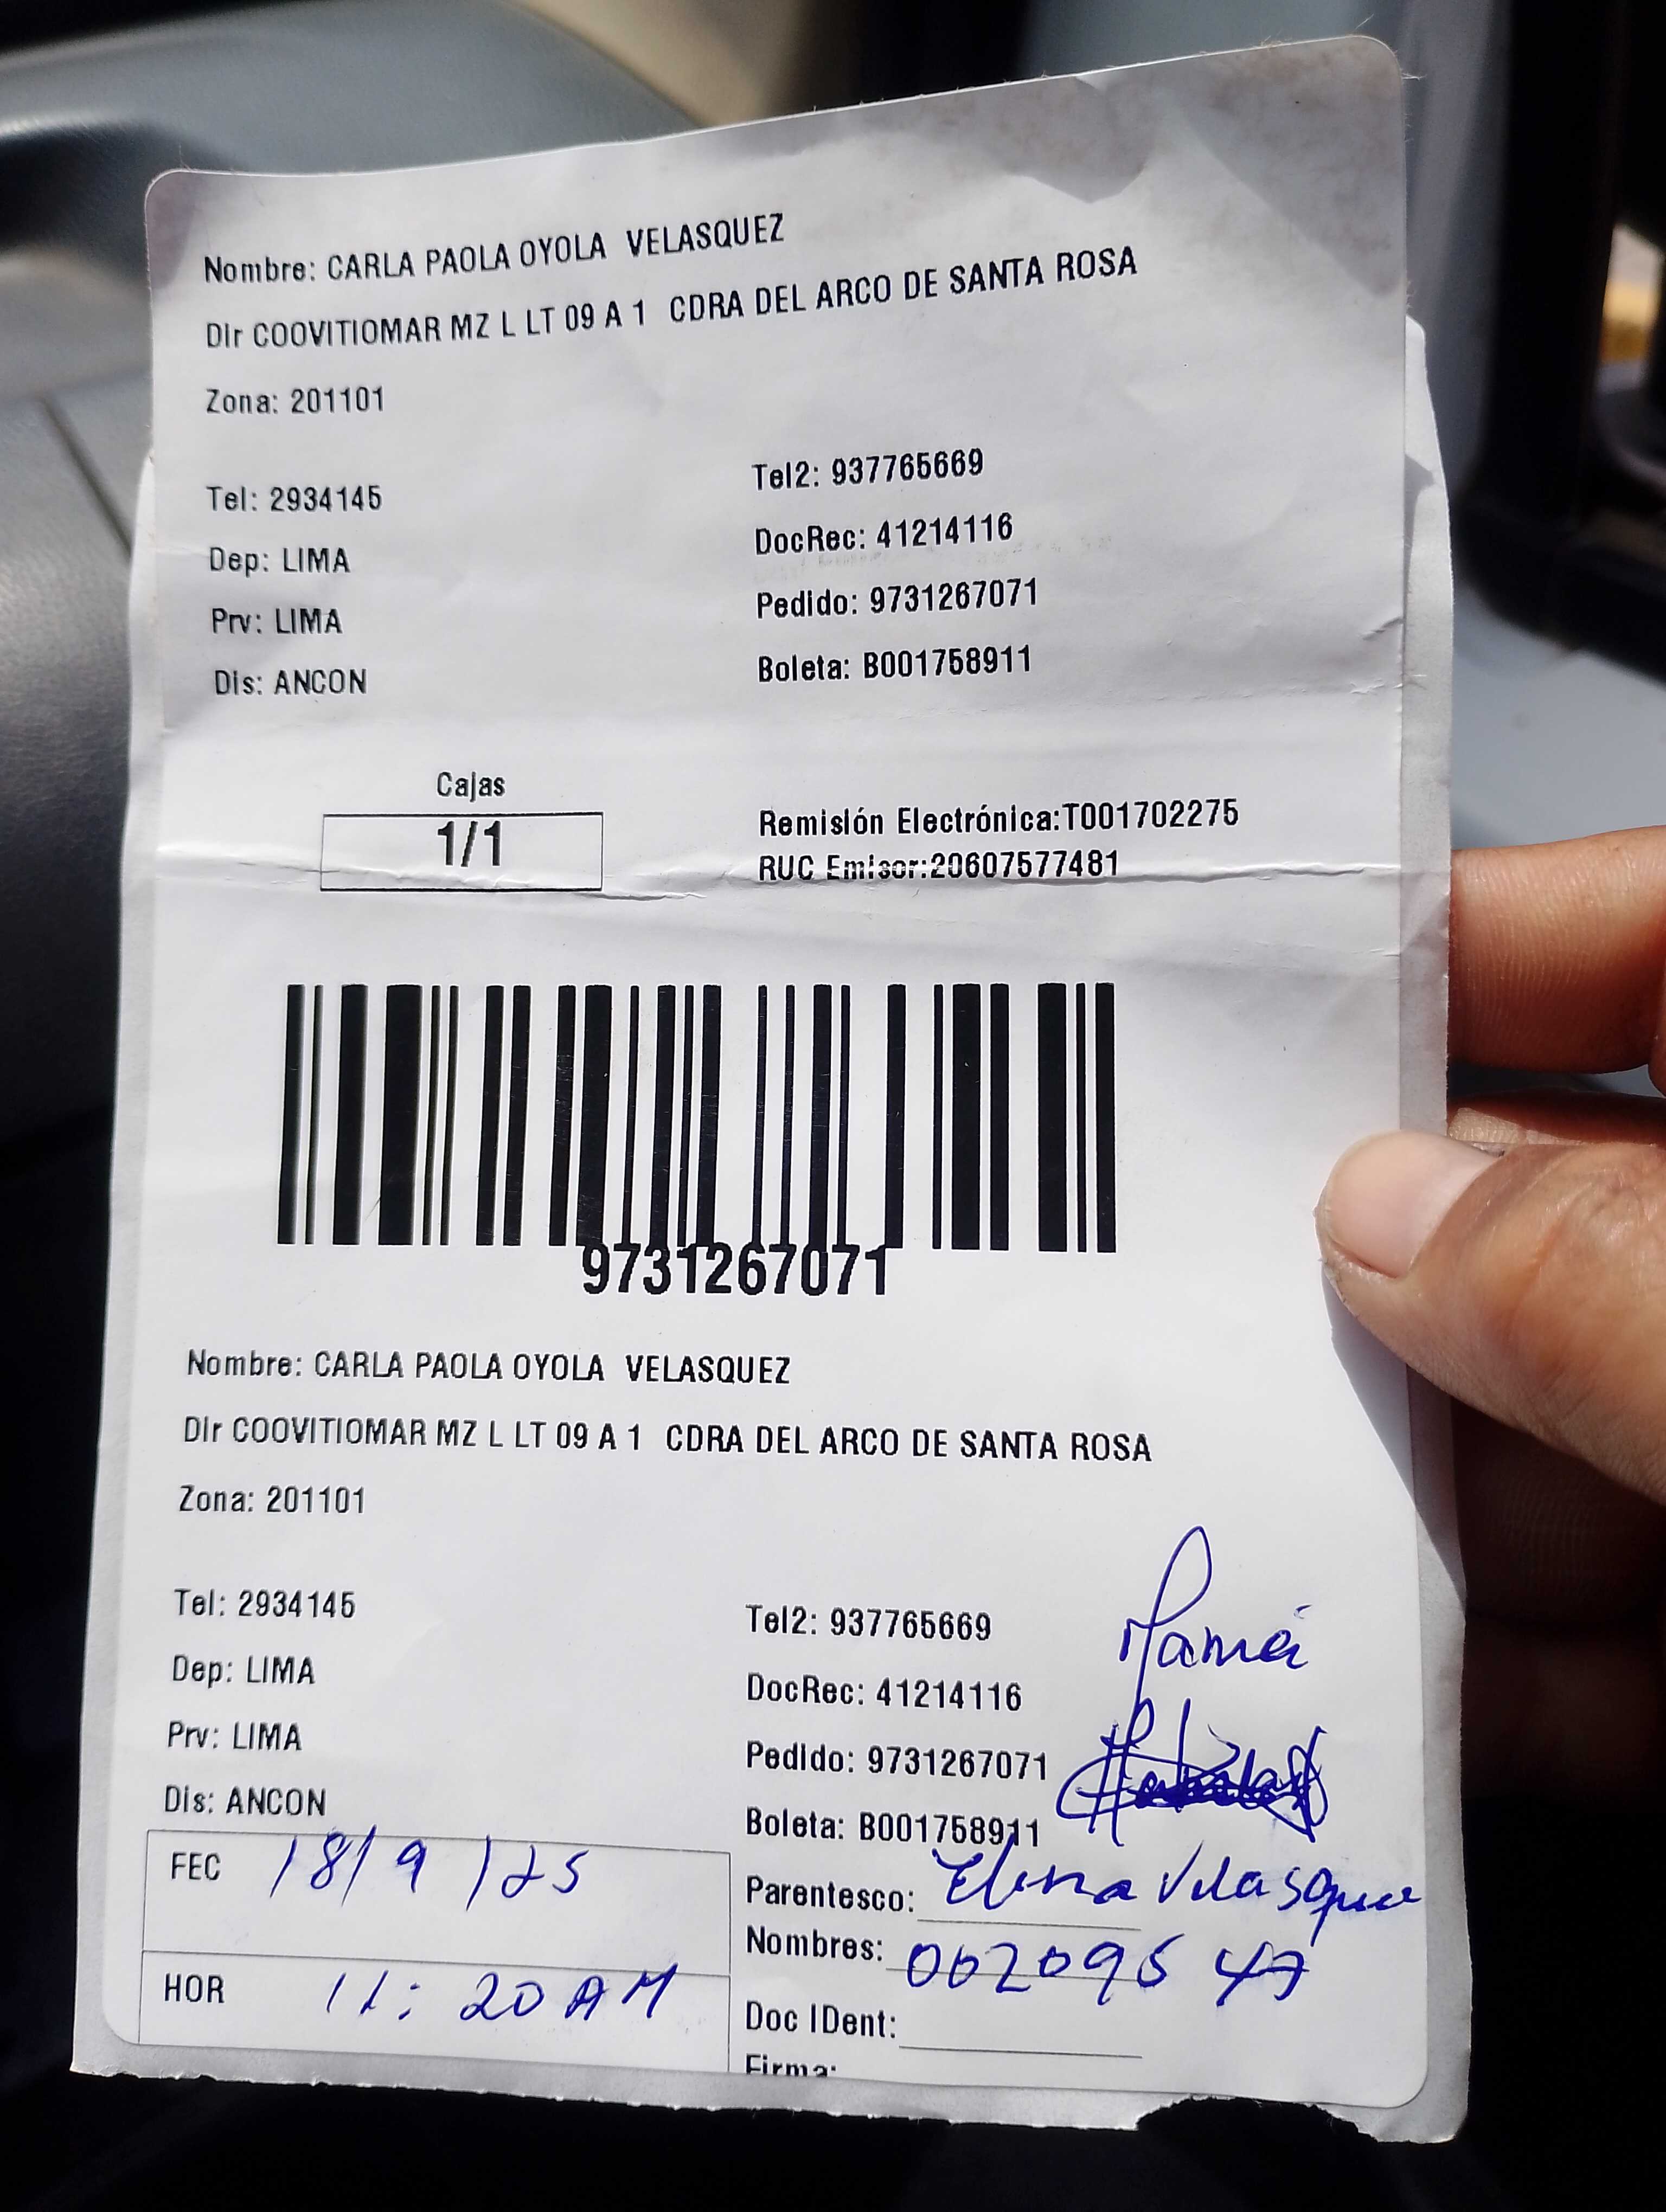 Nombre: CARLA PAOLA OYOLA VELASQUEZ
Dir COOVITIOMAR MZ L LT 09 A 1 CDRA DEL ARCO DE SANTA ROSA
Zona: 201101
Tel: 2934145
Tel2: 937765669
Dep: LIMA
DocRec: 41214116
Prv: LIMA
Pedido: 9731267071
Dis: ANCON
Boleta: B001758911
Cajas
1/1
Remisión Electrónica:T001702275
RUC Emisor:20607577481
9731267071
Nombre: CARLA PAOLA OYOLA VELASQUEZ
Dir COOVITIOMAR MZ L LT 09 A 1 CDRA DEL ARCO DE SANTA ROSA
Zona: 201101
Tel: 2934145
Tel2: 937765669
Mamá
Dep: LIMA
DocRec: 41214116
Prv: LIMA
Pedido: 9731267071
Dis: ANCON
Boleta: B001758911
FEC 18/9/25
Parentesco: Elena Velasquez
Nombres: 00209547
HOR 11:20 AM
Doc IDent:
Firma: